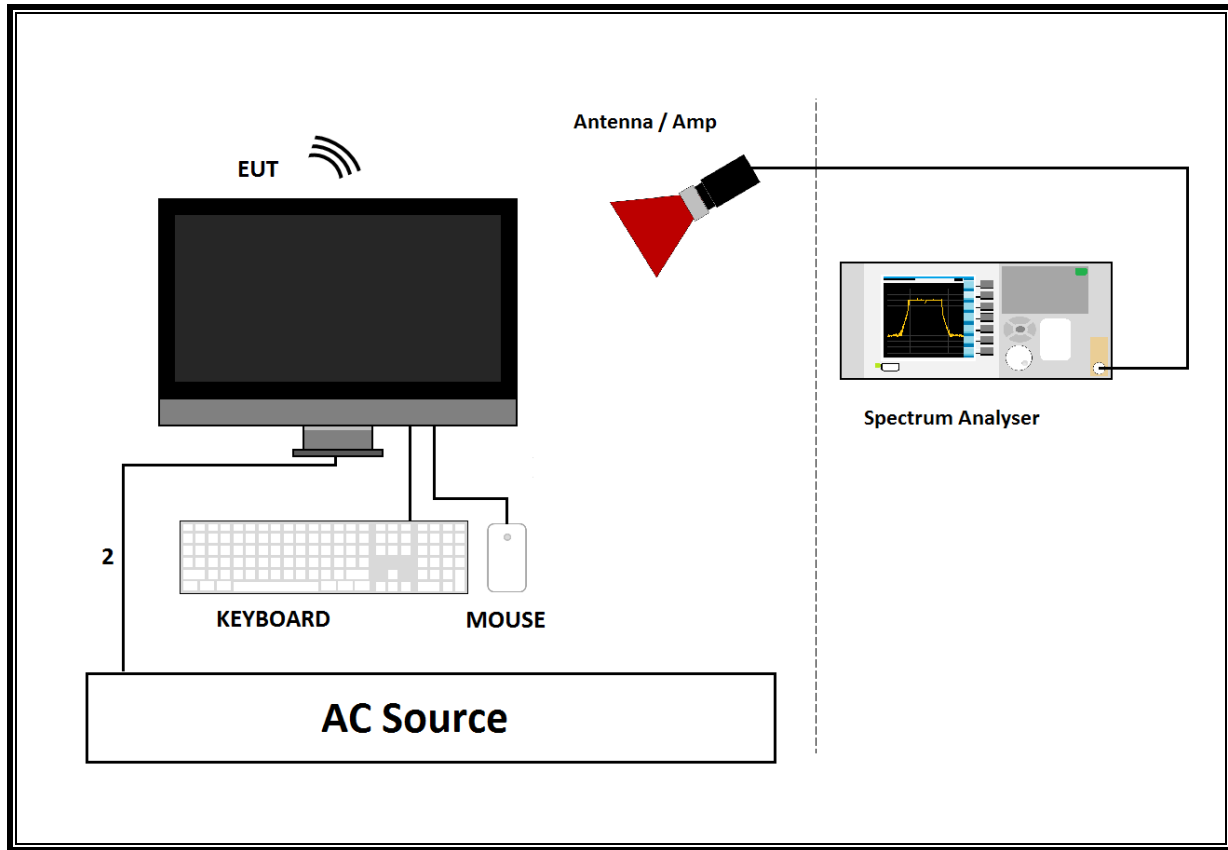 Antenna / Amp
EUT
Spectrum Analyser
2
KEYBOARD
MOUSE
AC Source